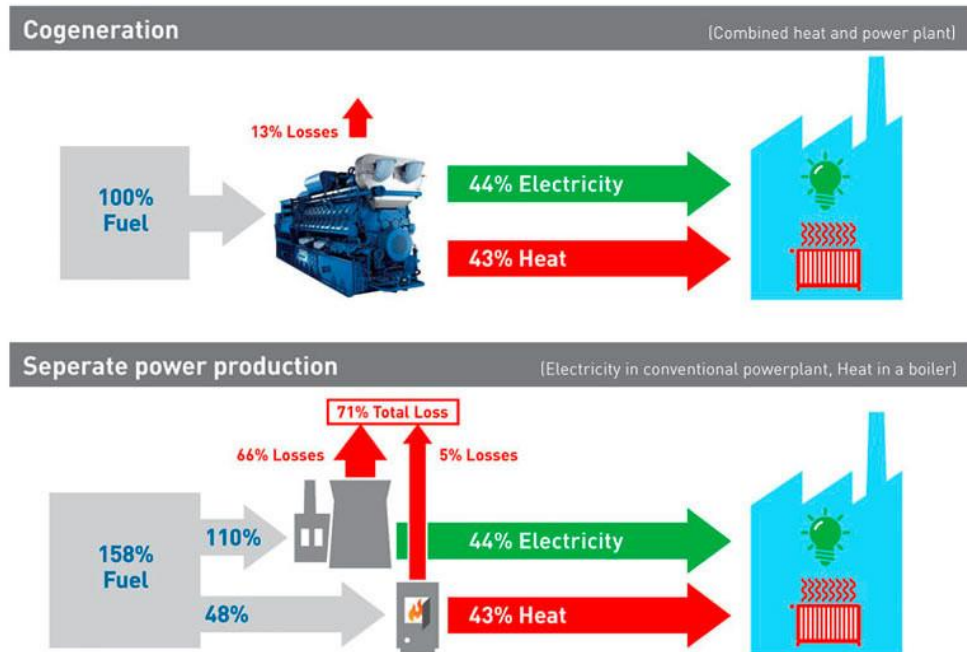 Cogeneration
(Combined heat and power plant)
13% Losses
100%
Fuel
44% Electricity
43% Heat
Seperate power production
(Electricity in conventional powerplant, Heat in a boiler)
71% Total Loss
66% Losses
5% Losses
158%
Fuel
110%
44% Electricity
48%
43% Heat